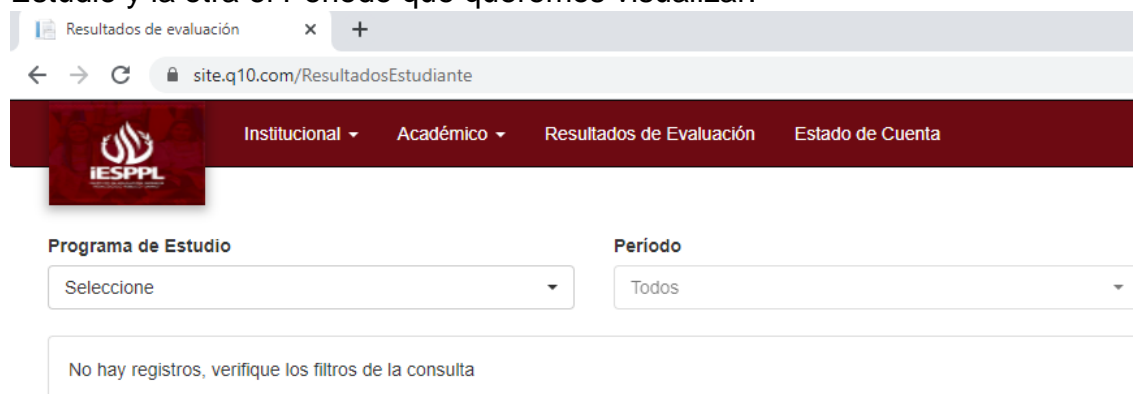 Estudio y la otra el Período que queremos visualizar.
Resultados de evaluación
site.q10.com/ResultadosEstudiante
Institucional Académico Resultados de Evaluación Estado de Cuenta
iESPPL
Programa de Estudio Período
Seleccione Todos
No hay registros, verifique los filtros de la consulta